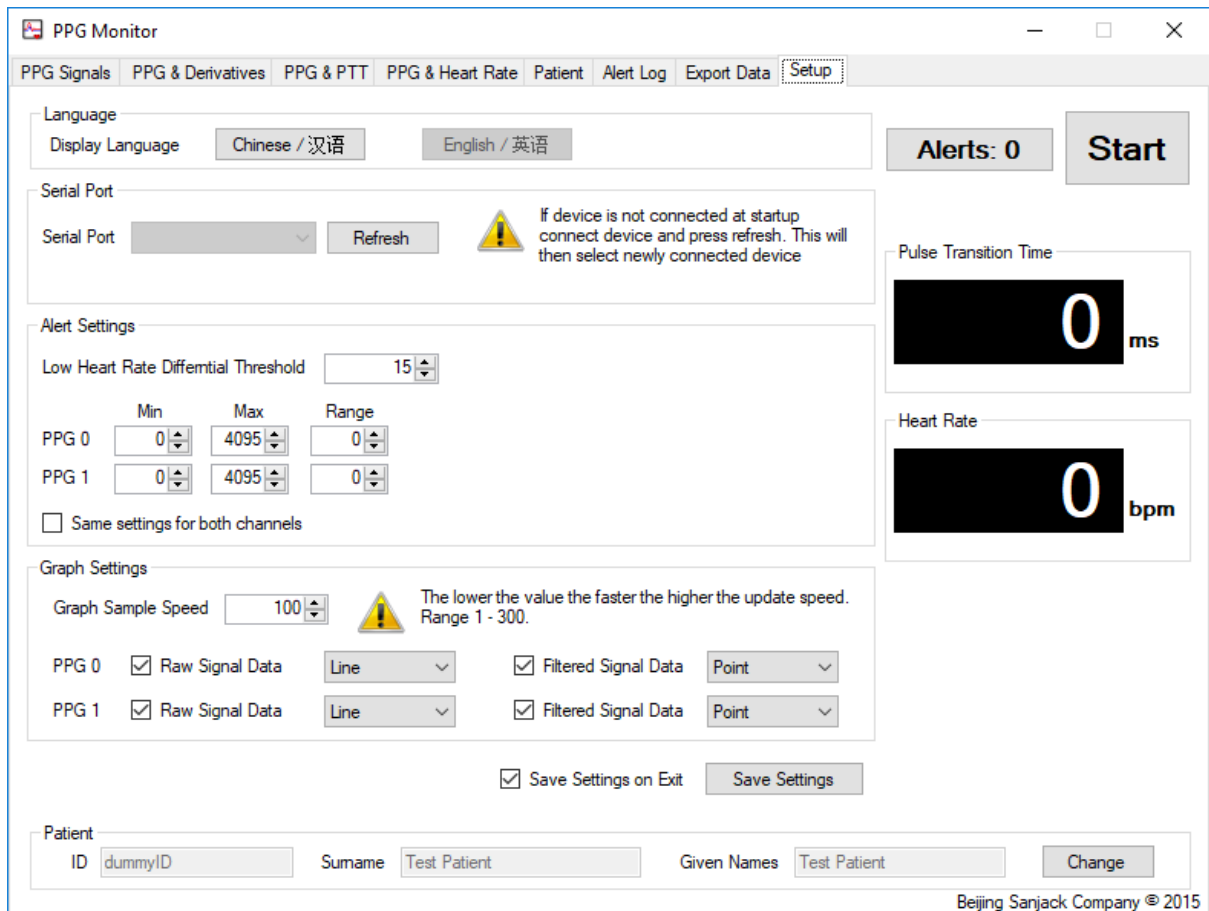 PPG Monitor
PPG Signals PPG & Derivatives PPG & PTT PPG & Heart Rate Patient Alert Log Export Data Setup
Language
Display Language Chinese / 汉语 English / 英语
Alerts: 0 Start
Serial Port
Serial Port Refresh
If device is not connected at startup
connect device and press refresh. This will
then select newly connected device
Pulse Transition Time
0 ms
Alert Settings
Low Heart Rate Differntial Threshold 15
Min Max Range
PPG 0 0 4095 0
PPG 1 0 4095 0
Same settings for both channels
Heart Rate
0 bpm
Graph Settings
Graph Sample Speed 100
The lower the value the faster the higher the update speed.
Range 1 - 300.
PPG 0 Raw Signal Data Line Filtered Signal Data Point
PPG 1 Raw Signal Data Line Filtered Signal Data Point
Save Settings on Exit Save Settings
Patient
ID dummyID Surname Test Patient Given Names Test Patient Change
Beijing Sanjack Company © 2015